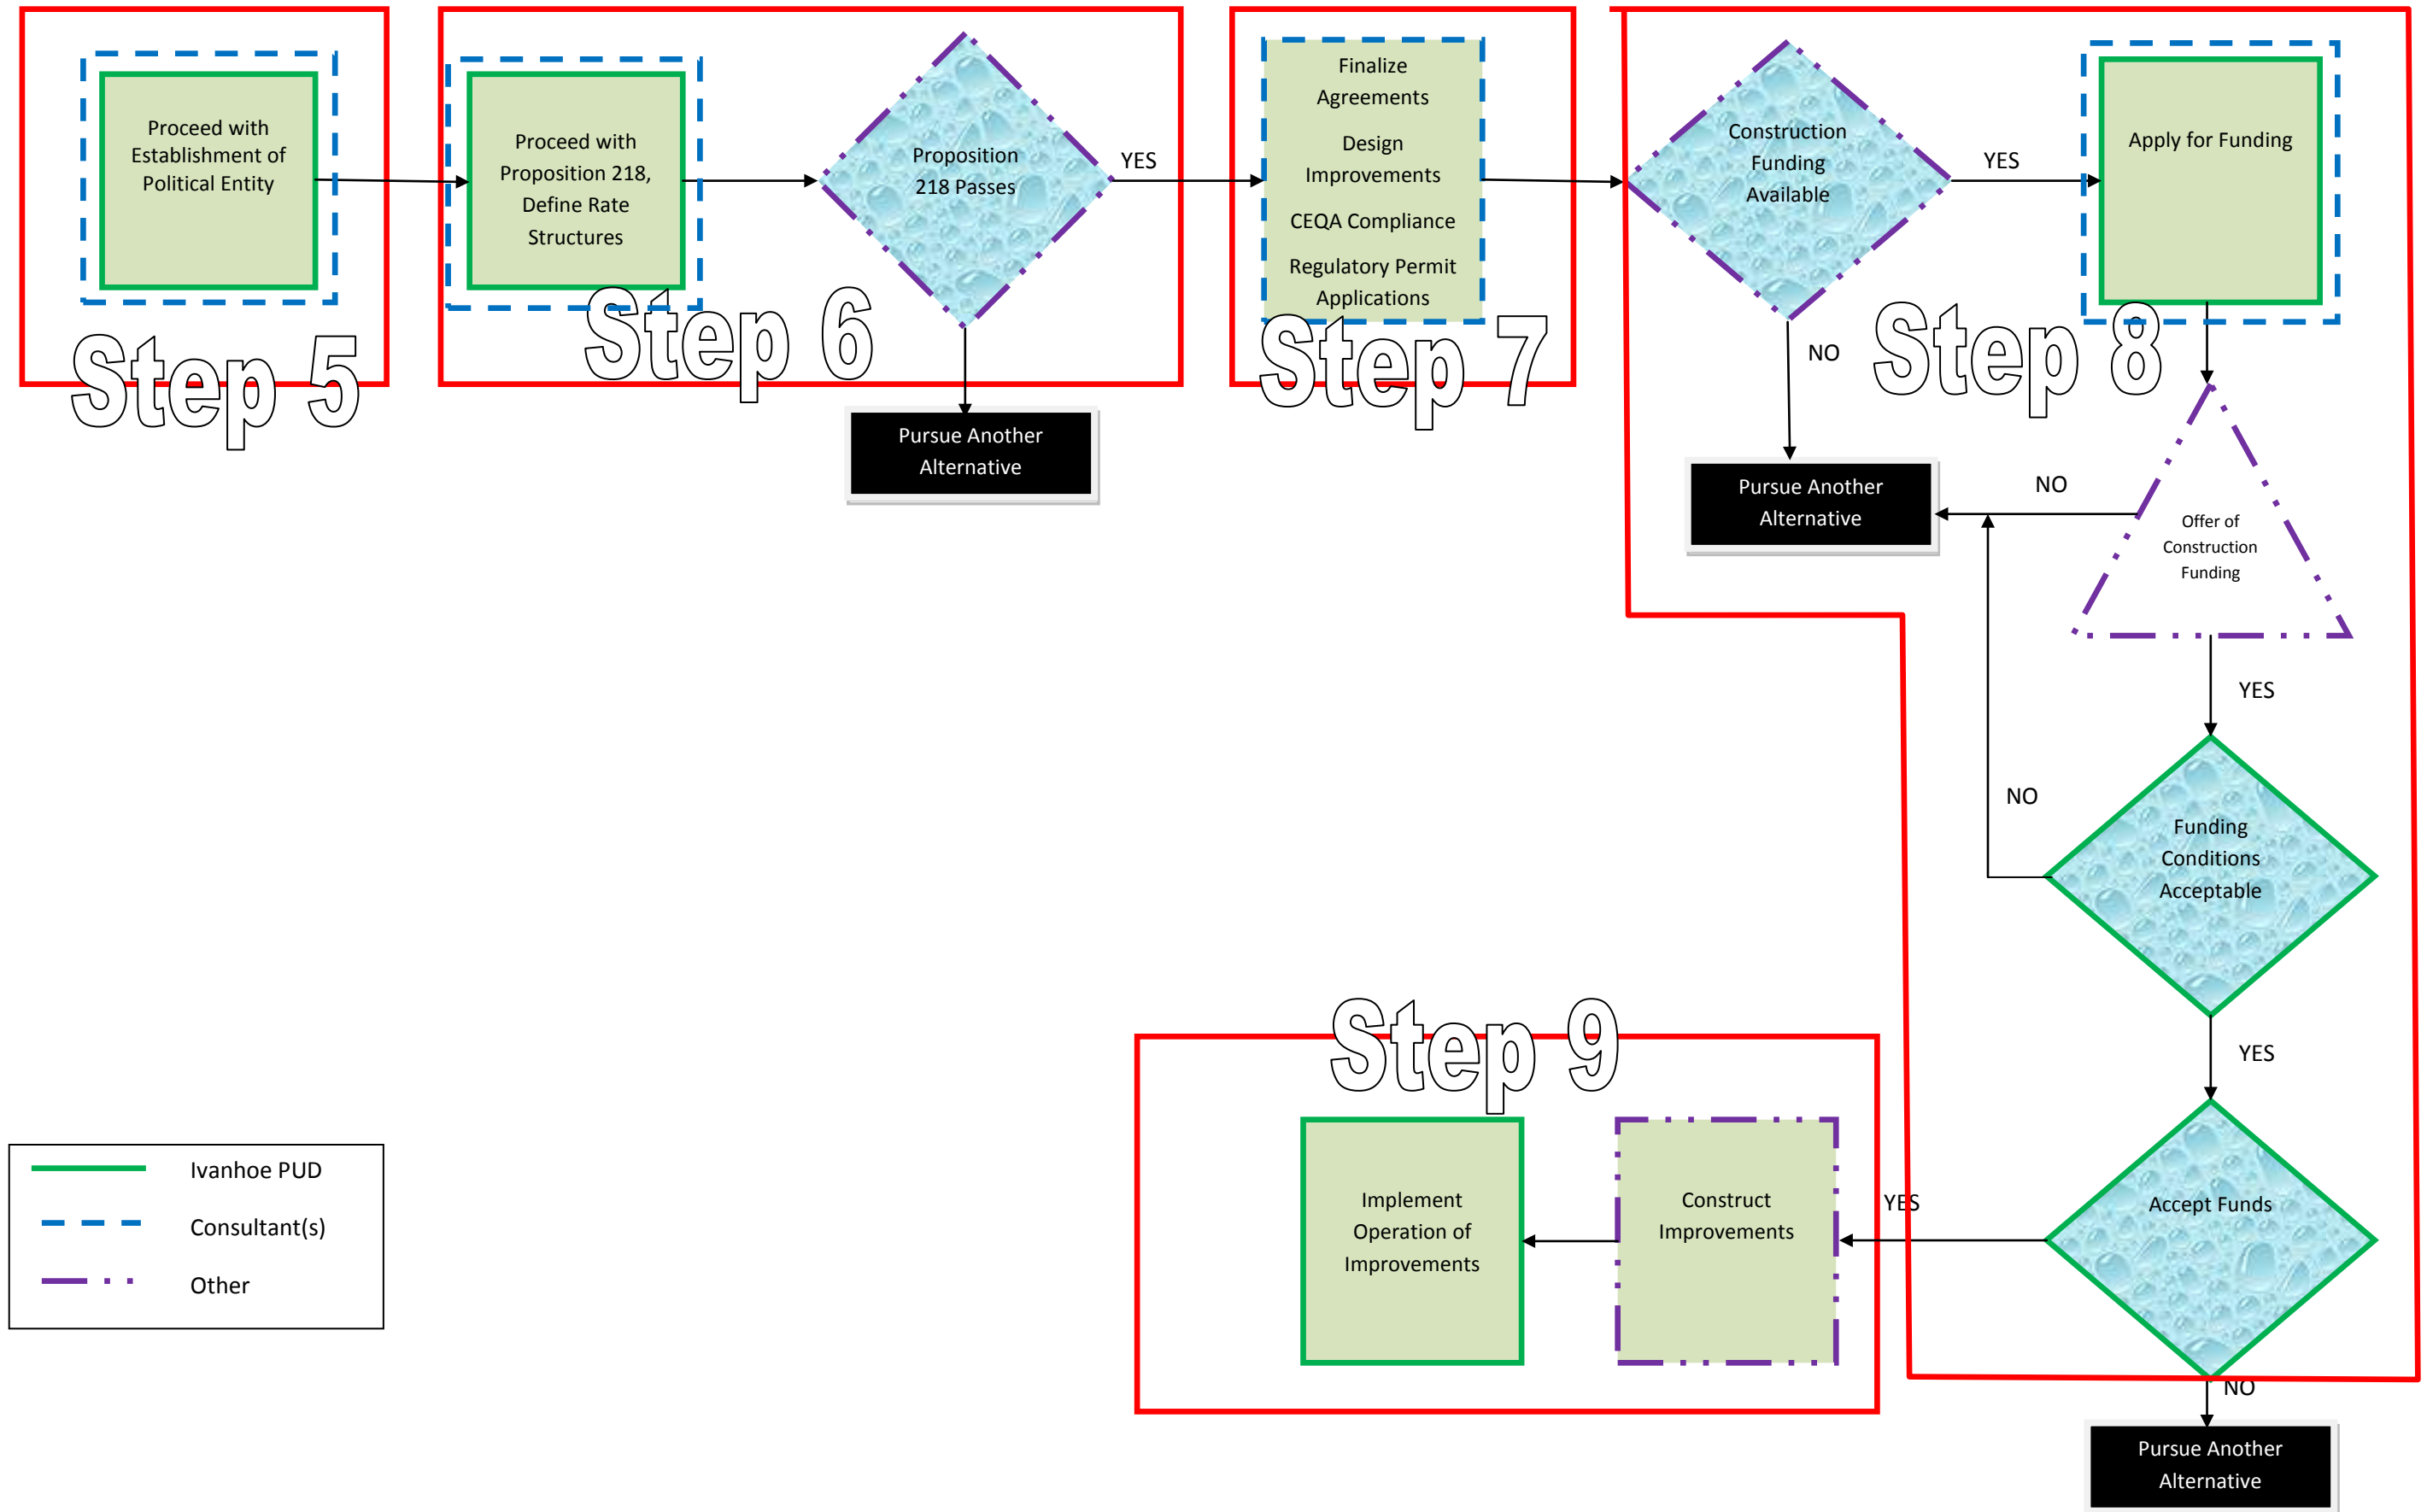 Proceed with
Establishment of
Political Entity
Step 5
Proceed with
Proposition 218,
Define Rate
Structures
Step 6
Proposition
218 Passes
YES
Pursue Another
Alternative
Finalize
Agreements
Design
Improvements
CEQA Compliance
Regulatory Permit
Applications
Step 7
Construction
Funding
Available
YES
NO
Apply for Funding
Step 8
Pursue Another
Alternative
NO
Offer of
Construction
Funding
YES
NO
Funding
Conditions
Acceptable
YES
Accept Funds
YES
NO
Pursue Another
Alternative
Step 9
Construct
Improvements
Implement
Operation of
Improvements
Ivanhoe PUD
Consultant(s)
Other